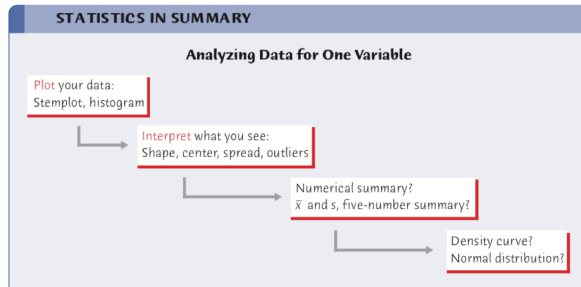 STATISTICS IN SUMMARY
Analyzing Data for One Variable
Plot your data:
Stemplot, histogram
Interpret what you see:
Shape, center, spread, outliers
Numerical summary?
x̄ and s, five-number summary?
Density curve?
Normal distribution?